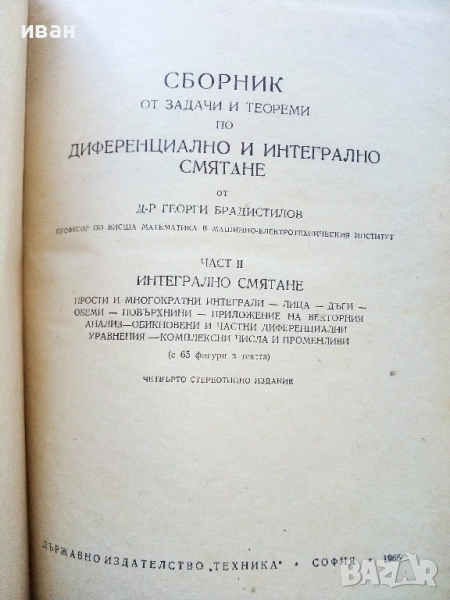 иван
СБОРНИК
ОТ ЗАДАЧИ И ТЕОРЕМИ
ПО
ДИФЕРЕНЦИАЛНО И ИНТЕГРАЛНО
СМЯТАНЕ
от
Д-Р ГЕОРГИ БРАДИСТИЛОВ
ПРОФЕСОР ПО ВИСША МАТЕМАТИКА В МАШИННО-ЕЛЕКТРОТЕХНИЧЕСКИЯ ИНСТИТУТ
ЧАСТ II
ИНТЕГРАЛНО СМЯТАНЕ
ПРОСТИ И МНОГОКРАТНИ ИНТЕГРАЛИ — ЛИЦА — ДЪГИ —
ОБЕМИ — ПОВЪРХНИНИ — ПРИЛОЖЕНИЕ НА ВЕКТОРНИЯ
АНАЛИЗ—ОБИКНОВЕНИ И ЧАСТНИ ДИФЕРЕНЦИАЛНИ
УРАВНЕНИЯ —КОМПЛЕКСНИ ЧИСЛА И ПРОМЕНЛИВИ
(с 63 фигури в текста)
ЧЕТВЪРТО СТЕРЕОТИПНО ИЗДАНИЕ
ДЪРЖАВНО ИЗДАТЕЛСТВО „ТЕХНИКА" • СОФИЯ •
BAZAR